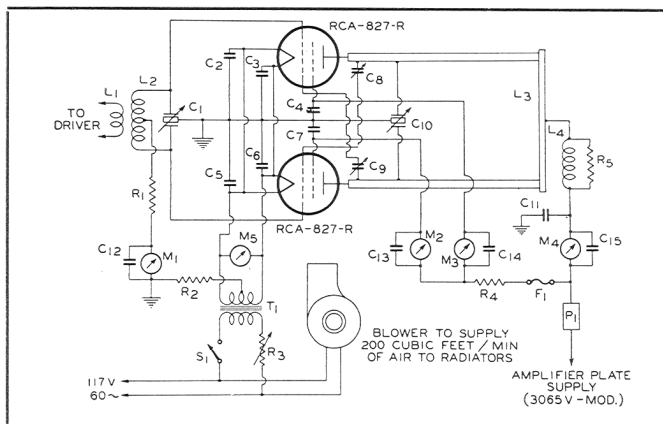 RCA-827-R
L1
L2
TO
DRIVER
C1
C2
C3
C4
C7
C6
C5
C8
C10
C9
L3
L4
R5
RCA-827-R
R1
C12
M1
R2
M5
T1
S1
R3
C13
M2
M3
C14
C11
M4
C15
R4
F1
P1
BLOWER TO SUPPLY
200 CUBIC FEET/MIN
OF AIR TO RADIATORS
117V
60~
AMPLIFIER PLATE
SUPPLY
(3065V-MOD.)